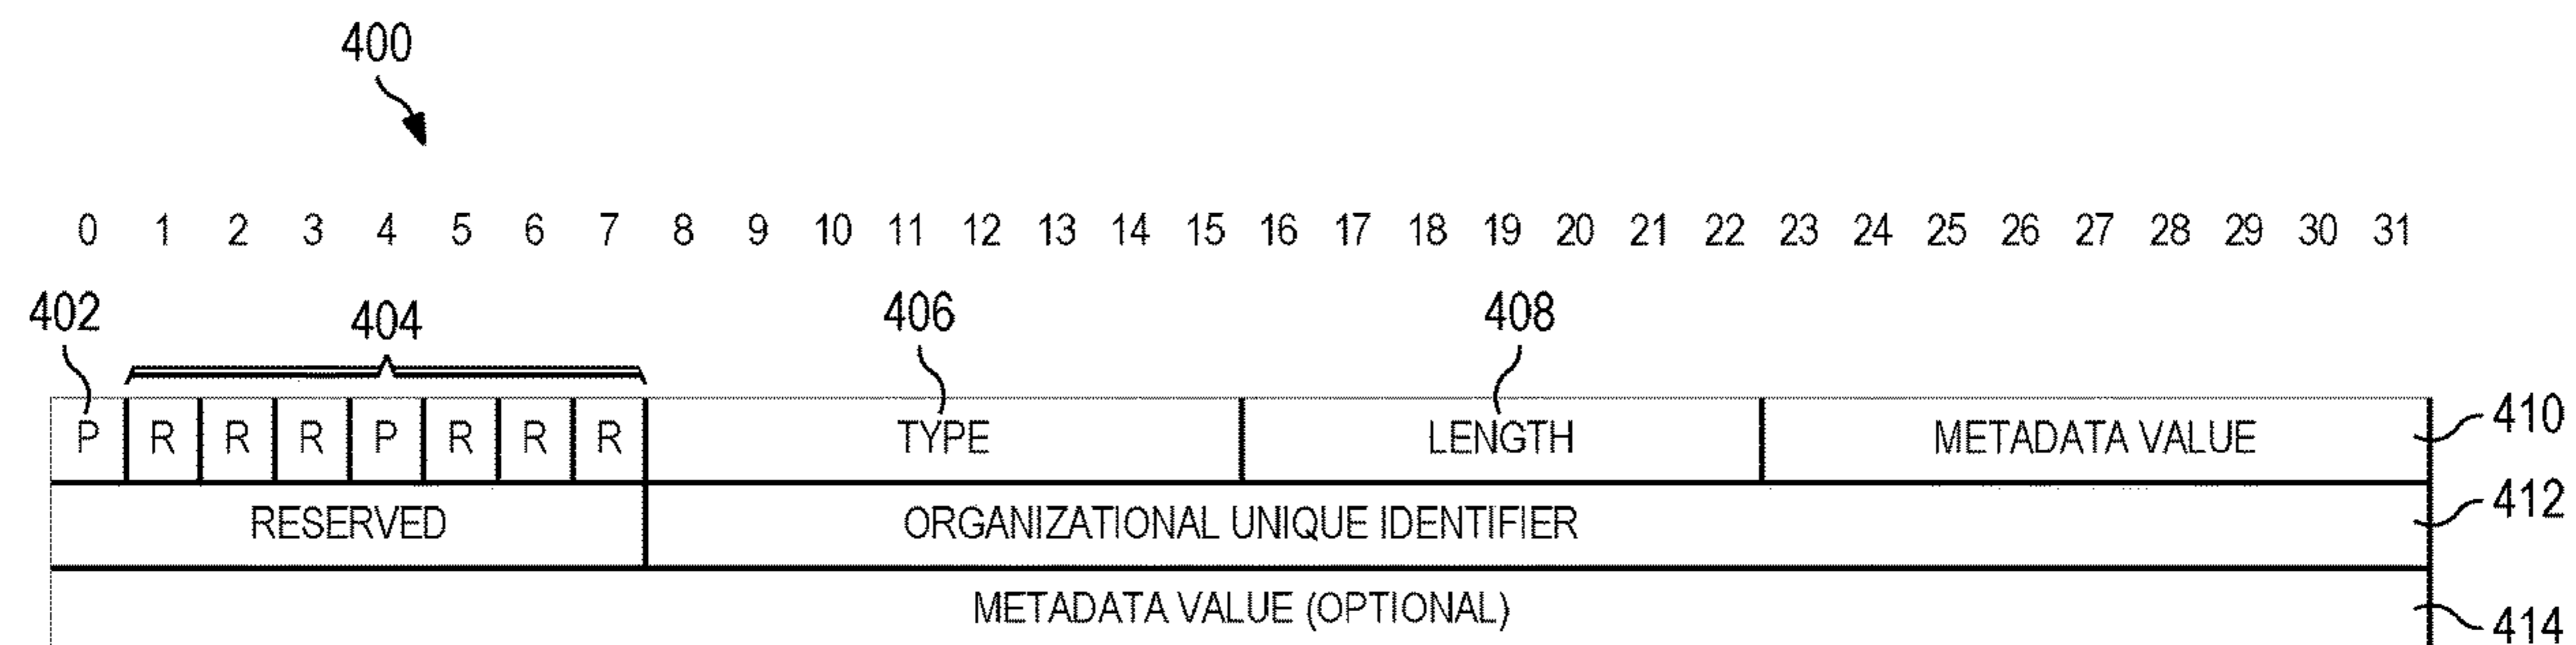 400
0 1 2 3 4 5 6 7 8 9 10 11 12 13 14 15 16 17 18 19 20 21 22 23 24 25 26 27 28 29 30 31
402 404 406 408
P R R R P R R R TYPE LENGTH METADATA VALUE 410
RESERVED ORGANIZATIONAL UNIQUE IDENTIFIER 412
METADATA VALUE (OPTIONAL) 414